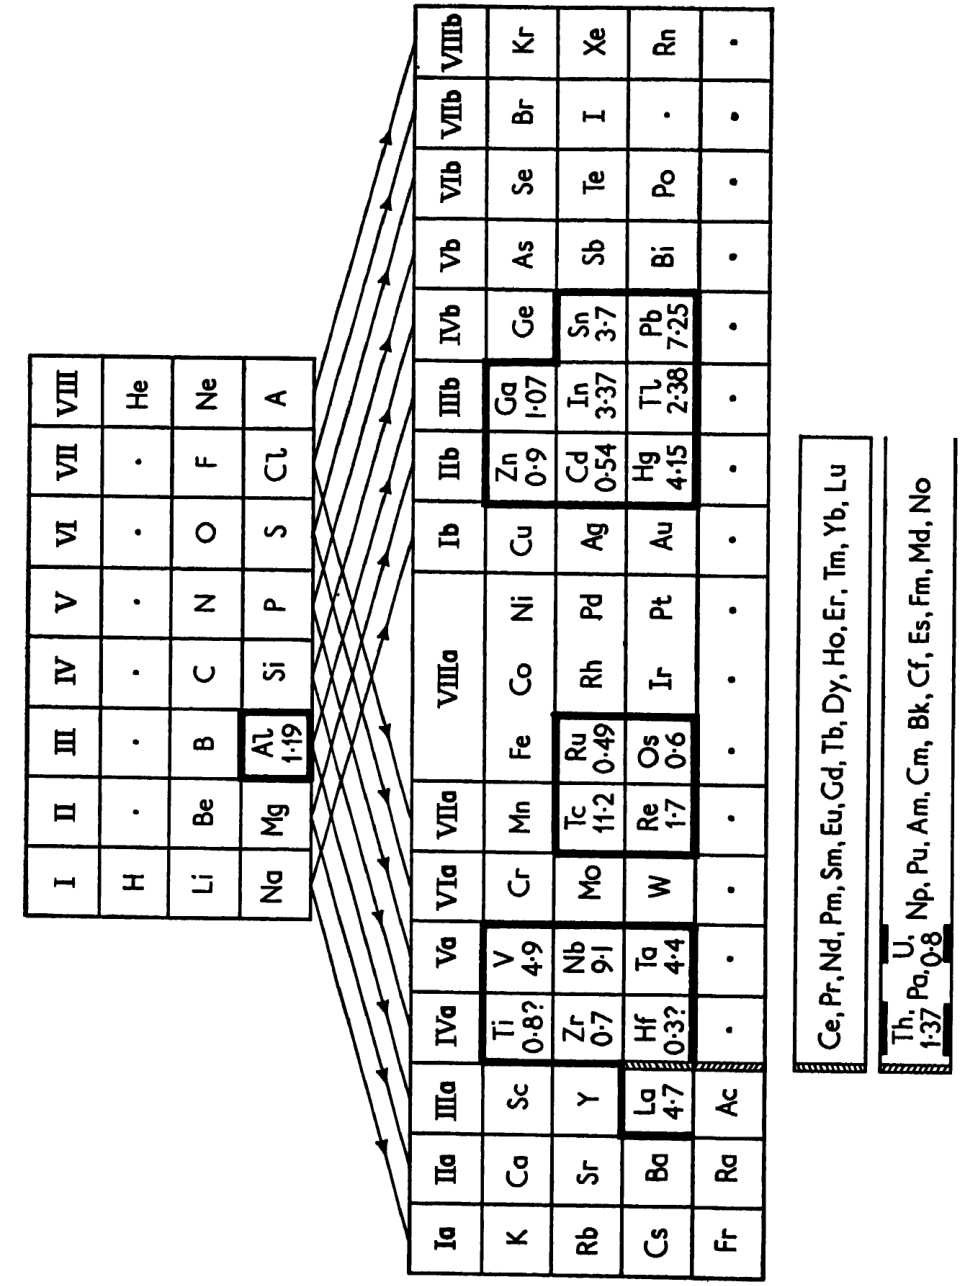 I II III IV V VI VII VIII
H · · · · · · He
Li Be B C N O F Ne
Na Mg Al 1·19 Si P S Cl A
Ia IIa IIIa IVa Va VIa VIIa VIIIa Ib IIb IIIb IVb Vb VIb VIIb VIIIb
K Ca Sc Ti 0·8? V 4·9 Cr Mn Fe Co Ni Cu Zn 0·9 Ga 1·07 Ge As Se Br Kr
Rb Sr Y Zr 0·7 Nb 9·1 Mo Tc 11·2 Ru 0·49 Rh Pd Ag Cd 0·54 In 3·37 Sn 3·7 Sb Te I Xe
Cs Ba La 4·7 Hf 0·3? Ta 4·4 W Re 1·7 Os 0·6 Ir Pt Au Hg 4·15 Tl 2·38 Pb 7·25 Bi Po · Rn
Fr Ra Ac · · · · · · · · · · · · · · ·
Ce, Pr, Nd, Pm, Sm, Eu, Gd, Tb, Dy, Ho, Er, Tm, Yb, Lu
Th, 1·37 Pa, U, 0·8 Np, Pu, Am, Cm, Bk, Cf, Es, Fm, Md, No